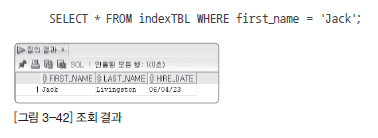 SELECT * FROM indexTBL WHERE first_name = 'Jack';
질의 결과 ×
SQL | 인출된 모든 행: 1(0초)
FIRST_NAME LAST_NAME HIRE_DATE
1 Jack Livingston 06/04/23
[그림 3-42] 조회 결과